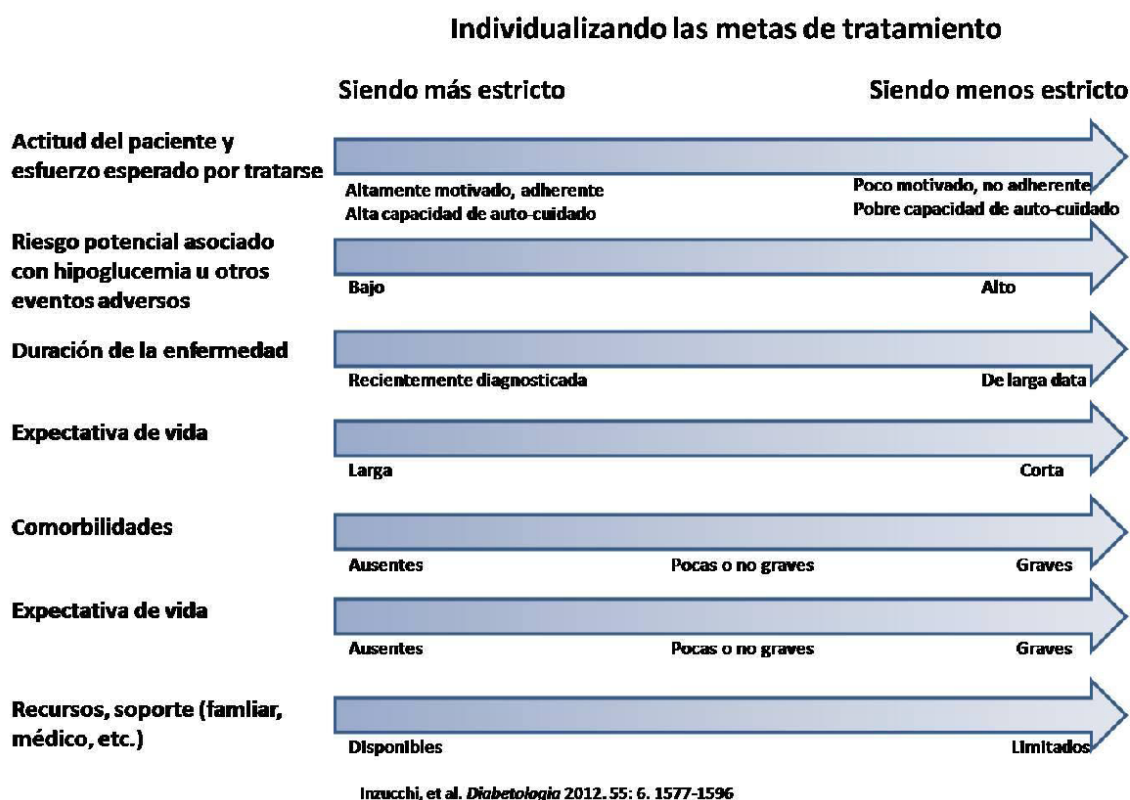 Individualizando las metas de tratamiento
Siendo más estricto
Siendo menos estricto
Actitud del paciente y
esfuerzo esperado por tratarse
Altamente motivado, adherente
Alta capacidad de auto-cuidado
Poco motivado, no adherente
Pobre capacidad de auto-cuidado
Riesgo potencial asociado
con hipoglucemia u otros
eventos adversos
Bajo
Alto
Duración de la enfermedad
Recientemente diagnosticada
De larga data
Expectativa de vida
Larga
Corta
Comorbilidades
Ausentes
Pocas o no graves
Graves
Expectativa de vida
Ausentes
Pocas o no graves
Graves
Recursos, soporte (famliar,
médico, etc.)
Disponibles
Limitados
Inzucchi, et al. Diabetologia 2012. 55: 6. 1577-1596